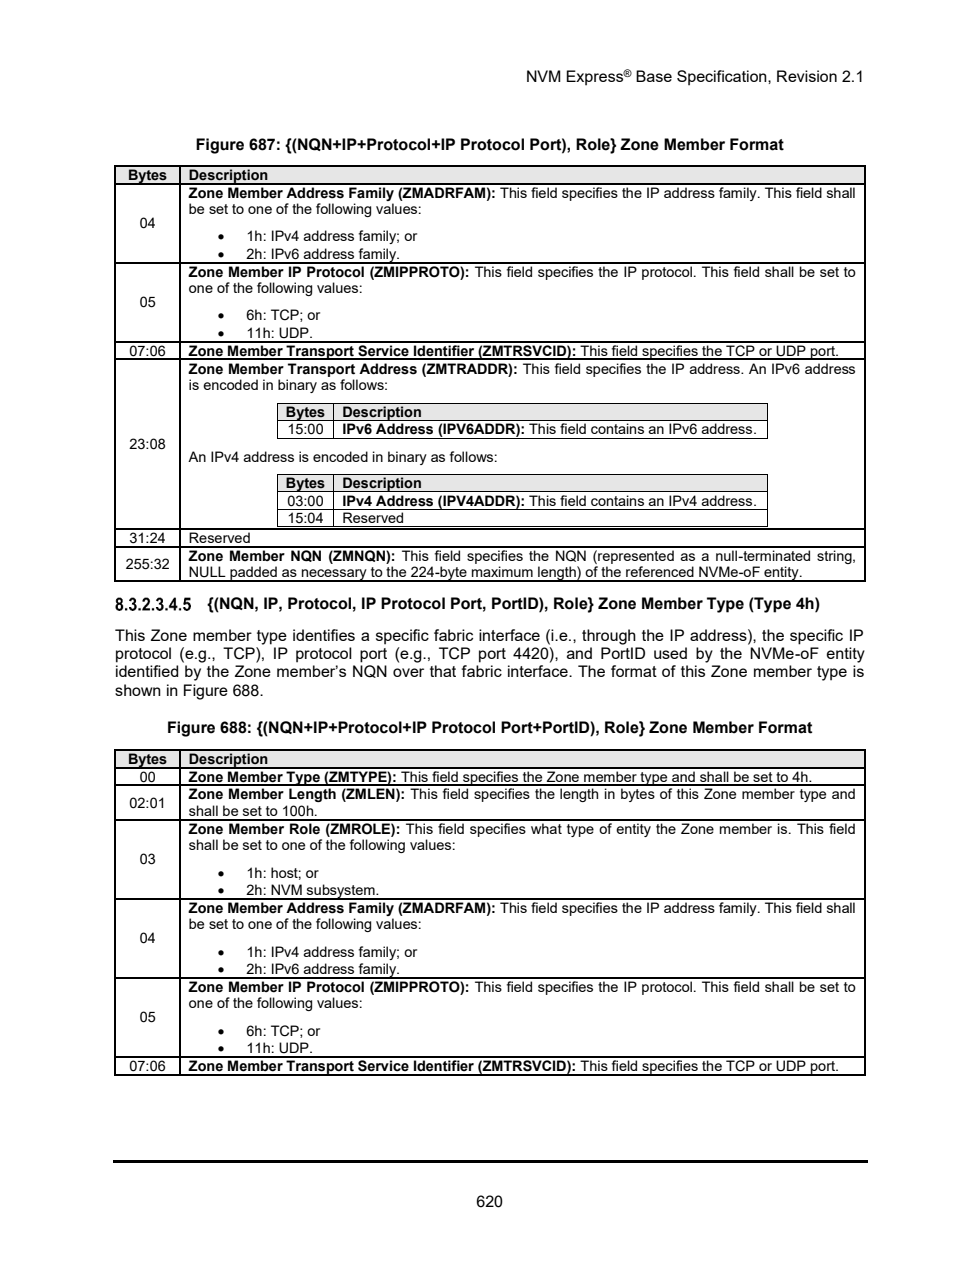 NVM Express® Base Specification, Revision 2.1
Figure 687: {(NQN+IP+Protocol+IP Protocol Port), Role} Zone Member Format
Bytes Description
04
Zone Member Address Family (ZMADRFAM): This field specifies the IP address family. This field shall
be set to one of the following values:
• 1h: IPv4 address family; or
• 2h: IPv6 address family.
05
Zone Member IP Protocol (ZMIPPROTO): This field specifies the IP protocol. This field shall be set to
one of the following values:
• 6h: TCP; or
• 11h: UDP.
07:06 Zone Member Transport Service Identifier (ZMTRSVCID): This field specifies the TCP or UDP port.
23:08
Zone Member Transport Address (ZMTRADDR): This field specifies the IP address. An IPv6 address
is encoded in binary as follows:
Bytes Description
15:00 IPv6 Address (IPV6ADDR): This field contains an IPv6 address.
An IPv4 address is encoded in binary as follows:
Bytes Description
03:00 IPv4 Address (IPV4ADDR): This field contains an IPv4 address.
15:04 Reserved
31:24 Reserved
255:32
Zone Member NQN (ZMNQN): This field specifies the NQN (represented as a null-terminated string,
NULL padded as necessary to the 224-byte maximum length) of the referenced NVMe-oF entity.
8.3.2.3.4.5 {(NQN, IP, Protocol, IP Protocol Port, PortID), Role} Zone Member Type (Type 4h)
This Zone member type identifies a specific fabric interface (i.e., through the IP address), the specific IP
protocol (e.g., TCP), IP protocol port (e.g., TCP port 4420), and PortID used by the NVMe-oF entity
identified by the Zone member’s NQN over that fabric interface. The format of this Zone member type is
shown in Figure 688.
Figure 688: {(NQN+IP+Protocol+IP Protocol Port+PortID), Role} Zone Member Format
Bytes Description
00 Zone Member Type (ZMTYPE): This field specifies the Zone member type and shall be set to 4h.
02:01
Zone Member Length (ZMLEN): This field specifies the length in bytes of this Zone member type and
shall be set to 100h.
03
Zone Member Role (ZMROLE): This field specifies what type of entity the Zone member is. This field
shall be set to one of the following values:
• 1h: host; or
• 2h: NVM subsystem.
04
Zone Member Address Family (ZMADRFAM): This field specifies the IP address family. This field shall
be set to one of the following values:
• 1h: IPv4 address family; or
• 2h: IPv6 address family.
05
Zone Member IP Protocol (ZMIPPROTO): This field specifies the IP protocol. This field shall be set to
one of the following values:
• 6h: TCP; or
• 11h: UDP.
07:06 Zone Member Transport Service Identifier (ZMTRSVCID): This field specifies the TCP or UDP port.
620